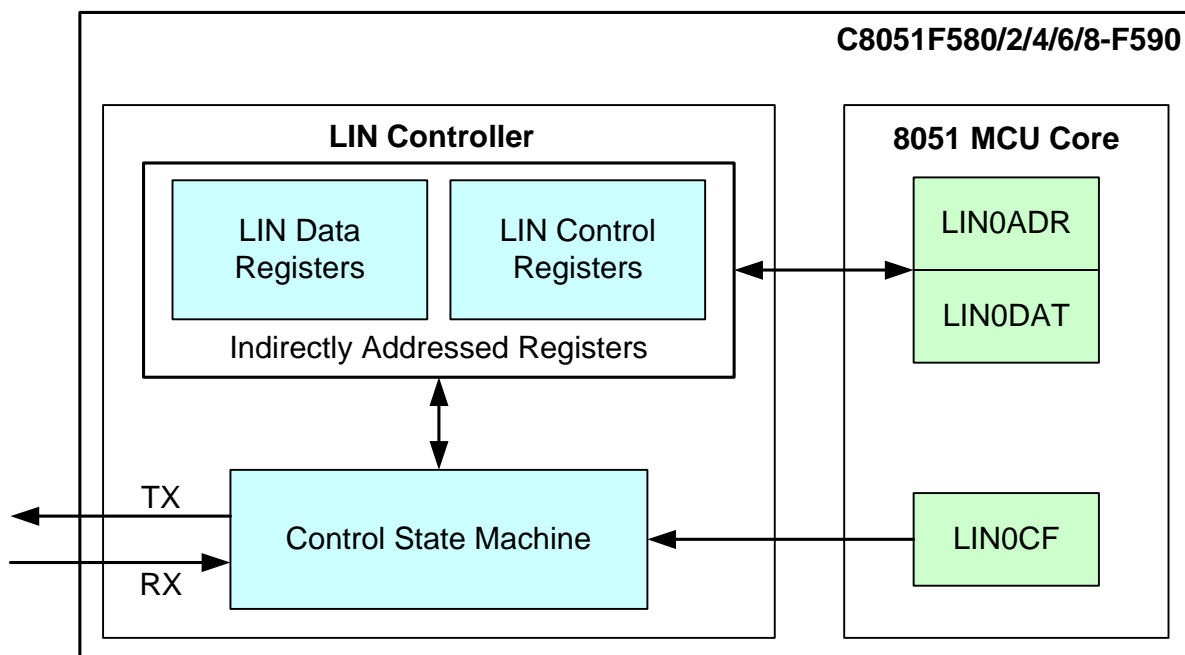 C8051F580/2/4/6/8-F590
LIN Controller
8051 MCU Core
LIN Data
Registers
LIN Control
Registers
Indirectly Addressed Registers
LIN0ADR
LIN0DAT
TX
RX
Control State Machine
LIN0CF